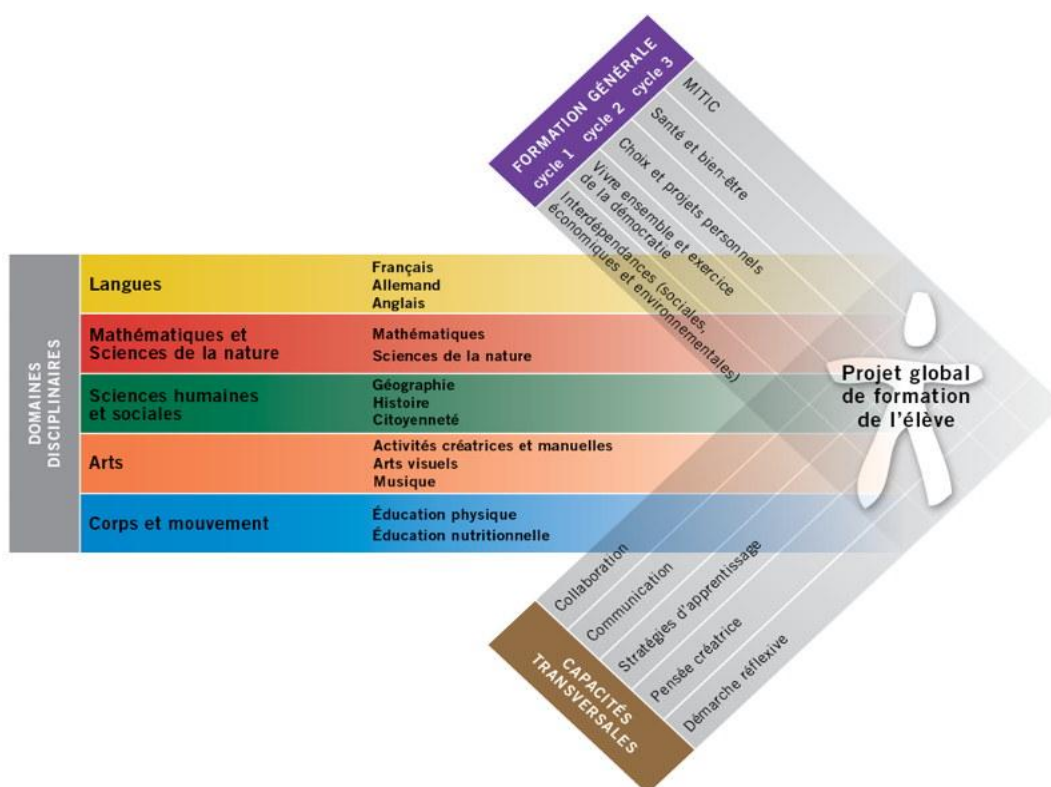 FORMATION GÉNÉRALE
cycle 1 cycle 2 cycle 3
MITIC
Santé et bien-être
Choix et projets personnels
Vivre ensemble et exercice
de la démocratie
Interdépendances (sociales,
économiques et environnementales)
DOMAINES
DISCIPLINAIRES
Langues
Français
Allemand
Anglais
Mathématiques et
Sciences de la nature
Mathématiques
Sciences de la nature
Sciences humaines
et sociales
Géographie
Histoire
Citoyenneté
Arts
Activités créatrices et manuelles
Arts visuels
Musique
Corps et mouvement
Éducation physique
Éducation nutritionnelle
Projet global
de formation
de l'élève
Collaboration
Communication
Stratégies d'apprentissage
Pensée créatrice
Démarche réflexive
CAPACITÉS
TRANSVERSALES